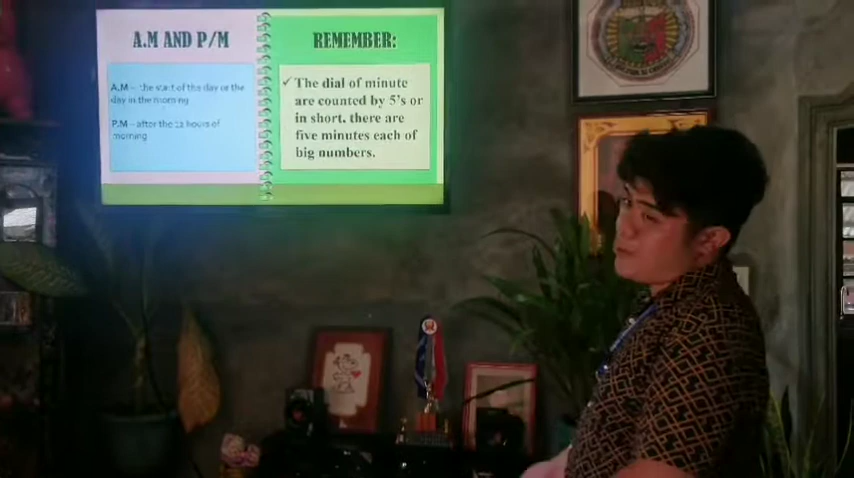 A.M AND P/M
A.M – the start of the day or the
day in the morning
P.M – after the 12 hours of
morning
REMEMBER:
✓ The dial of minute
are counted by 5's or
in short, there are
five minutes each of
big numbers.